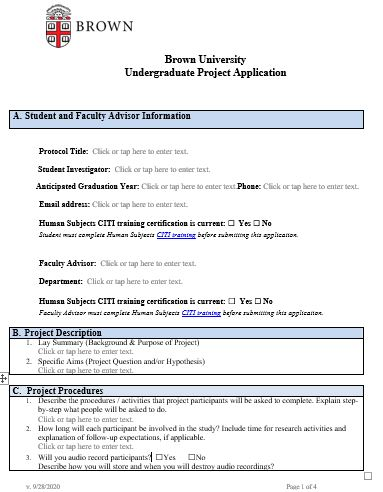 BROWN
Brown University
Undergraduate Project Application
A. Student and Faculty Advisor Information
Protocol Title: Click or tap here to enter text.
Student Investigator: Click or tap here to enter text.
Anticipated Graduation Year: Click or tap here to enter text.Phone: Click or tap here to enter text.
Email address: Click or tap here to enter text.
Human Subjects CITI training certification is current: ☐ Yes ☐ No
Student must complete Human Subjects CITI training before submitting this application.
Faculty Advisor: Click or tap here to enter text.
Department: Click or tap here to enter text.
Human Subjects CITI training certification is current: ☐ Yes ☐ No
Faculty Advisor must complete Human Subjects CITI training before submitting this application.
B. Project Description
1. Lay Summary (Background & Purpose of Project)
Click or tap here to enter text.
2. Specific Aims (Project Question and/or Hypothesis)
Click or tap here to enter text.
C. Project Procedures
1. Describe the procedures / activities that project participants will be asked to complete. Explain step-
by-step what people will be asked to do.
Click or tap here to enter text.
2. How long will each participant be involved in the study? Include time for research activities and
explanation of follow-up expectations, if applicable.
Click or tap here to enter text.
3. Will you audio record participants? ☐Yes ☐No
Describe how you will store and when you will destroy audio recordings?
v. 9/28/2020 Page 1 of 4